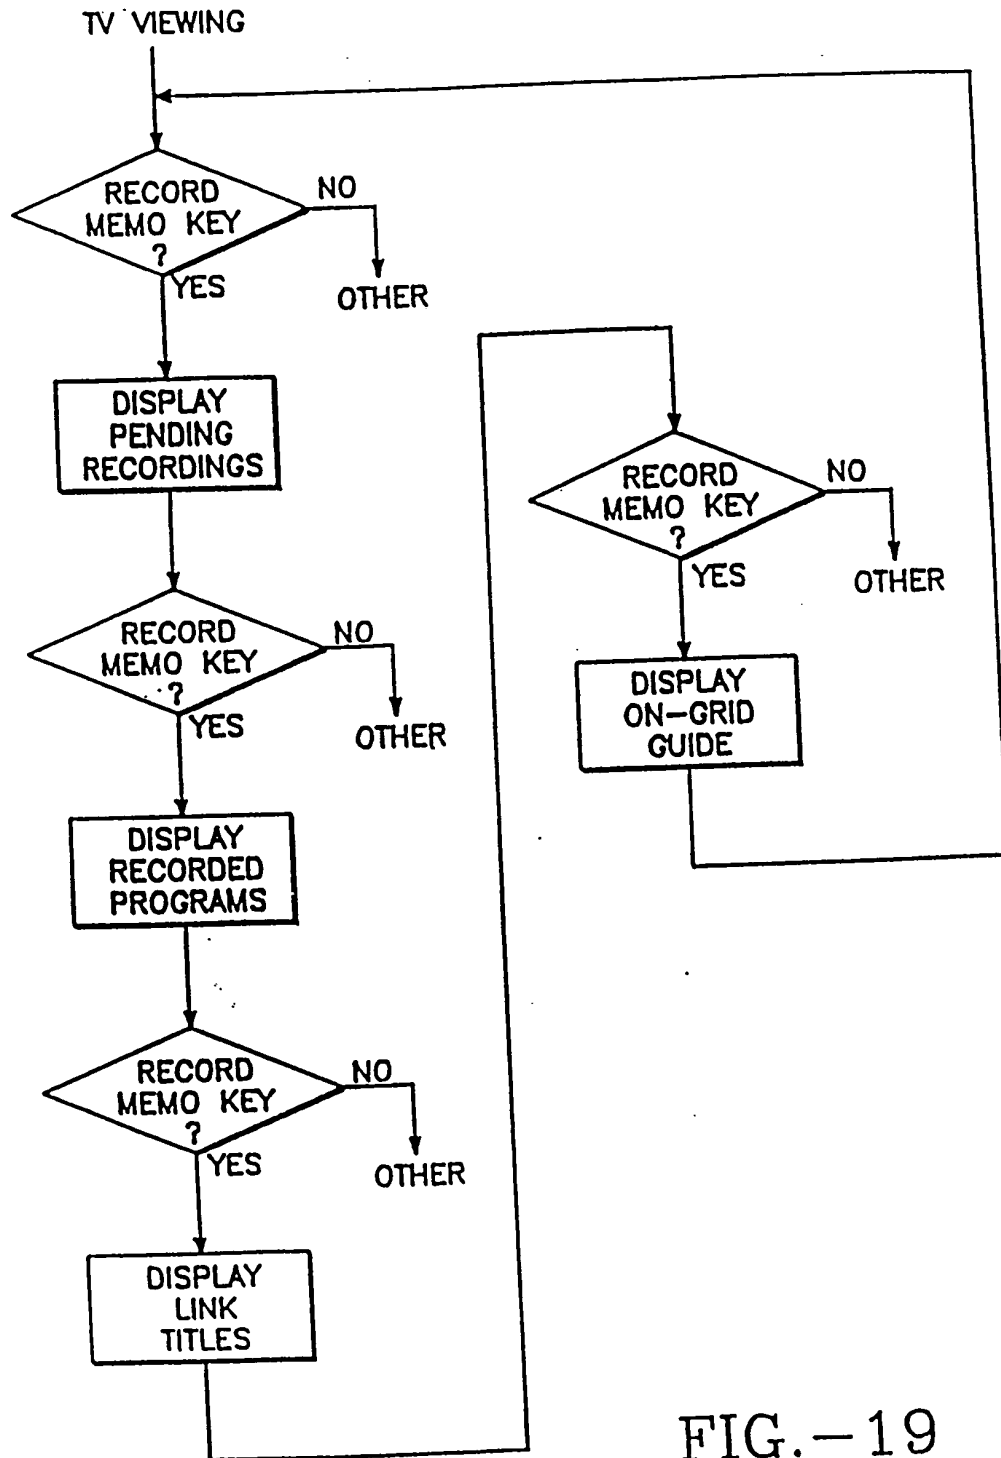 TV VIEWING
RECORD
MEMO KEY
?
NO
YES
OTHER
DISPLAY
PENDING
RECORDINGS
RECORD
MEMO KEY
?
NO
YES
OTHER
DISPLAY
RECORDED
PROGRAMS
RECORD
MEMO KEY
?
NO
YES
OTHER
DISPLAY
LINK
TITLES
RECORD
MEMO KEY
?
NO
YES
OTHER
DISPLAY
ON-GRID
GUIDE
FIG.-19